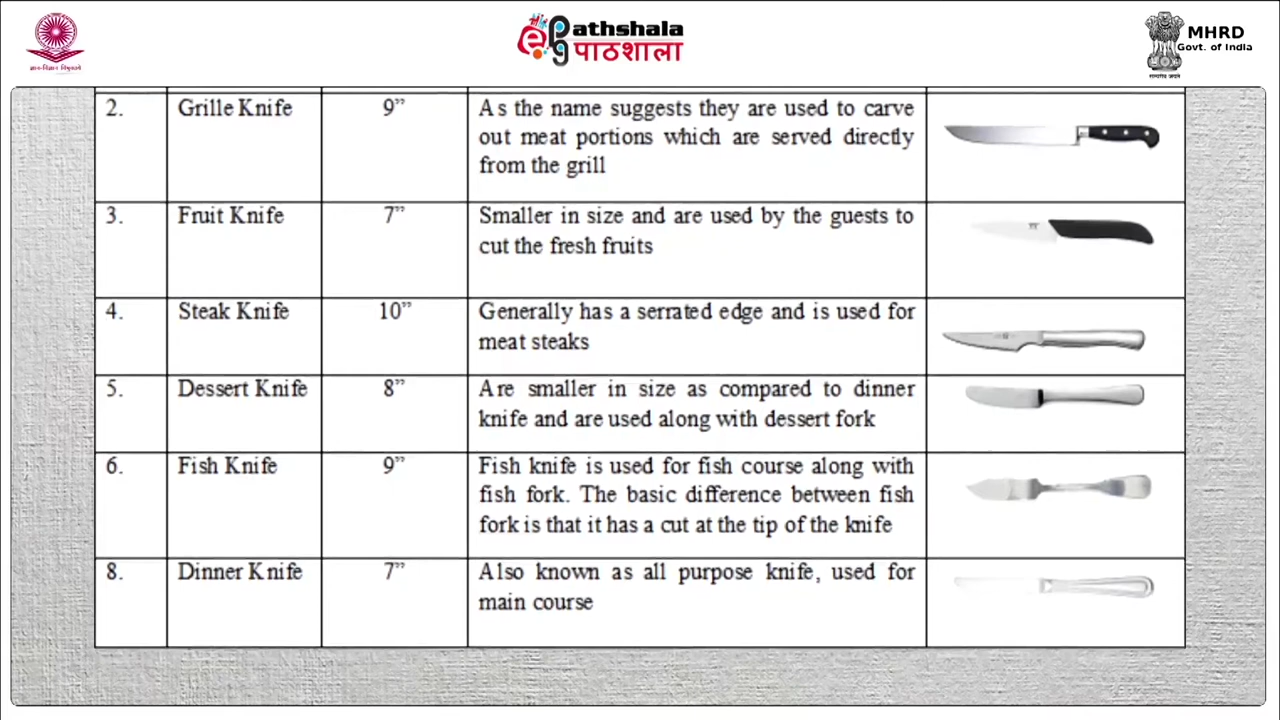 Pathshala
पाठशाला
MHRD
Govt. of India
सत्यमेव जयते
2. Grille Knife 9” As the name suggests they are used to carve
out meat portions which are served directly
from the grill
3. Fruit Knife 7” Smaller in size and are used by the guests to
cut the fresh fruits
4. Steak Knife 10” Generally has a serrated edge and is used for
meat steaks
5. Dessert Knife 8” Are smaller in size as compared to dinner
knife and are used along with dessert fork
6. Fish Knife 9” Fish knife is used for fish course along with
fish fork. The basic difference between fish
fork is that it has a cut at the tip of the knife
8. Dinner Knife 7” Also known as all purpose knife, used for
main course